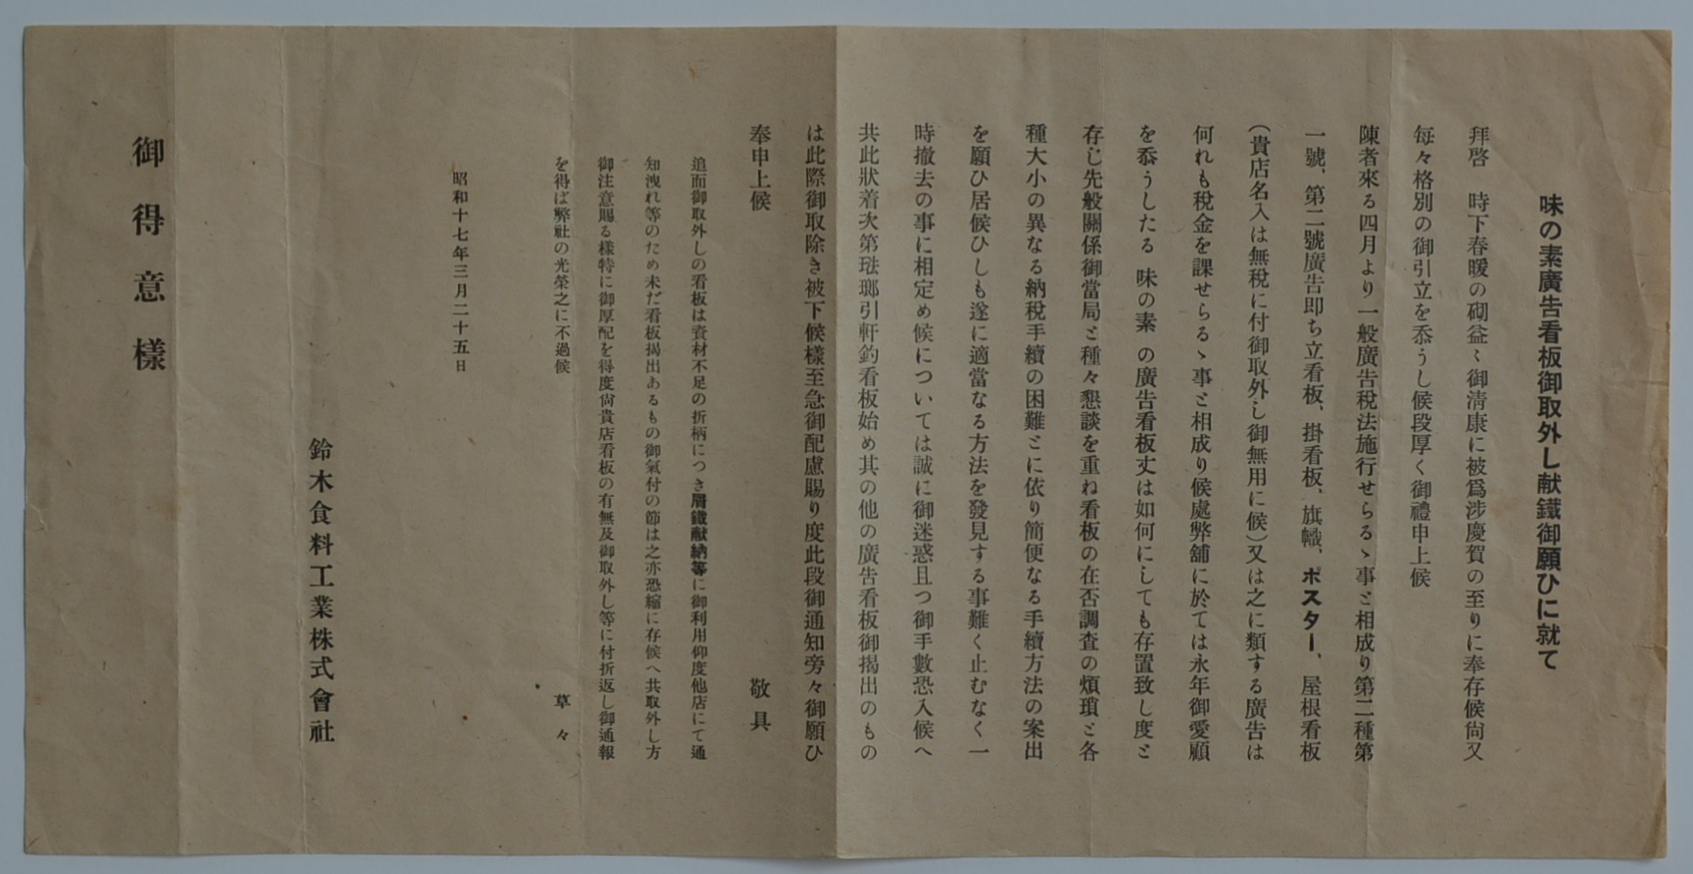 味の素廣告看板御取外し献鐵御願ひに就て
拜啓　時下春暖の砌益〻御淸康に被爲涉慶賀の至りに奉存候尙又
每々格別の御引立を忝うし候段厚く御禮申上候
陳者來る四月より一般廣告稅法施行せらるゝ事と相成り第二種第
一號、第二號廣告卽ち立看板、掛看板、旗幟、ポスター、屋根看板
(貴店名入は無稅に付御取外し御無用に候)又は之に類する廣告は
何れも稅金を課せらるゝ事と相成り候處弊舖に於ては永年御愛顧
を忝うしたる 味の素 の廣告看板丈は如何にしても存置致し度と
存じ先般關係御當局と種々懇談を重ね看板の在否調査の煩瑣と各
種大小の異なる納稅手續の困難とに依り簡便なる手續方法の案出
を願ひ居候ひしも遂に適當なる方法を發見する事難く止むなく一
時撤去の事に相定め候については誠に御迷惑且つ御手數恐入候へ
共此狀着次第琺瑯引軒釣看板始め其の他の廣告看板御揭出のもの
は此際御取除き被下候樣至急御配慮賜り度此段御通知旁々御願ひ
奉申上候　敬具
追而御取外しの看板は資材不足の折柄につき屑鐵献納等に御利用仰度他店にて通
知洩れ等のため未だ看板揭出あるもの御氣付の節は之亦恐縮に存候へ共取外し方
御注意賜る樣特に御厚配を得度尙貴店看板の有無及御取外し等に付折返し御通報
を得ば弊社の光榮之に不過候　草々
昭和十七年三月二十五日
鈴木食料工業株式會社
御得意樣